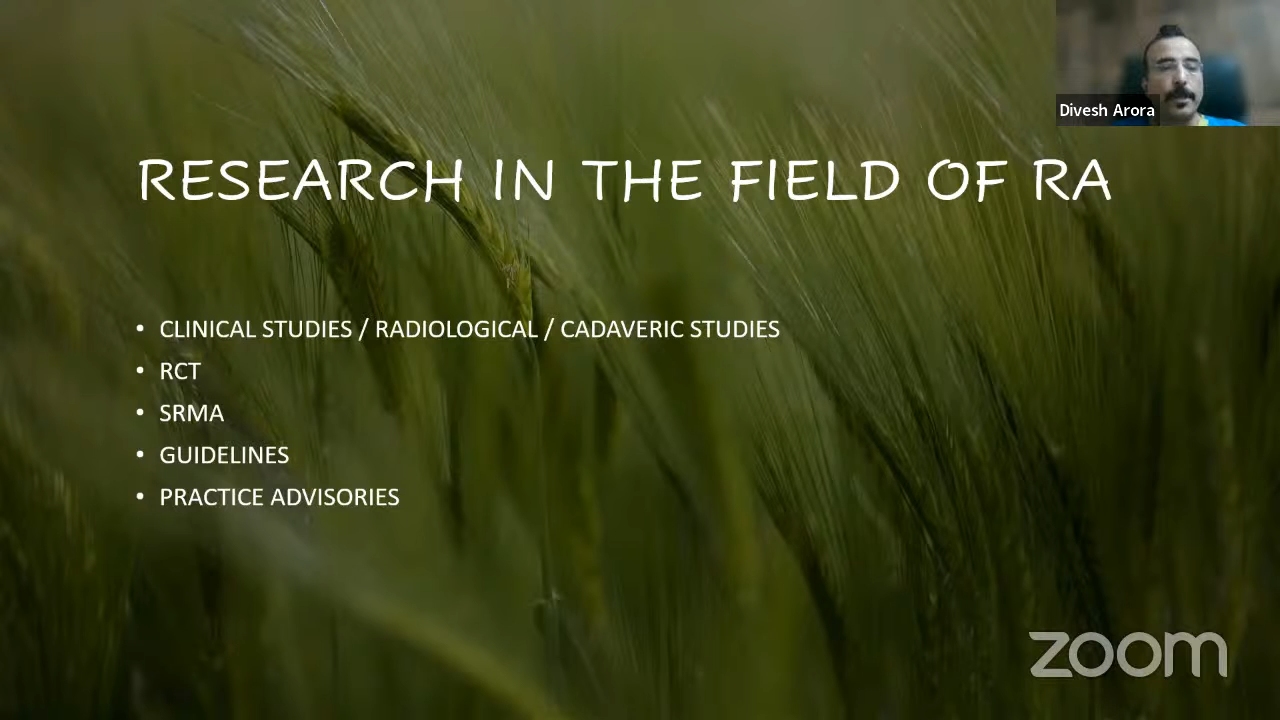 Divesh Arora
RESEARCH IN THE FIELD OF RA
• CLINICAL STUDIES / RADIOLOGICAL / CADAVERIC STUDIES
• RCT
• SRMA
• GUIDELINES
• PRACTICE ADVISORIES
zoom